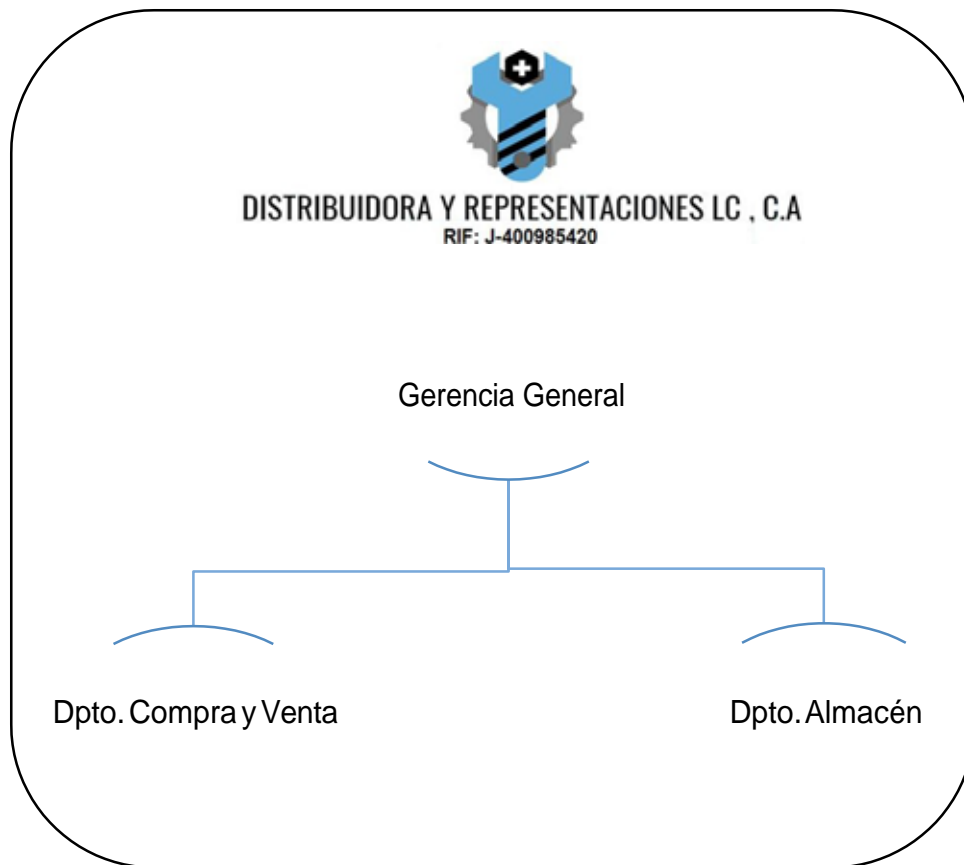 DISTRIBUIDORA Y REPRESENTACIONES LC , C.A
RIF: J-400985420
Gerencia General
Dpto. Compra y Venta
Dpto. Almacén